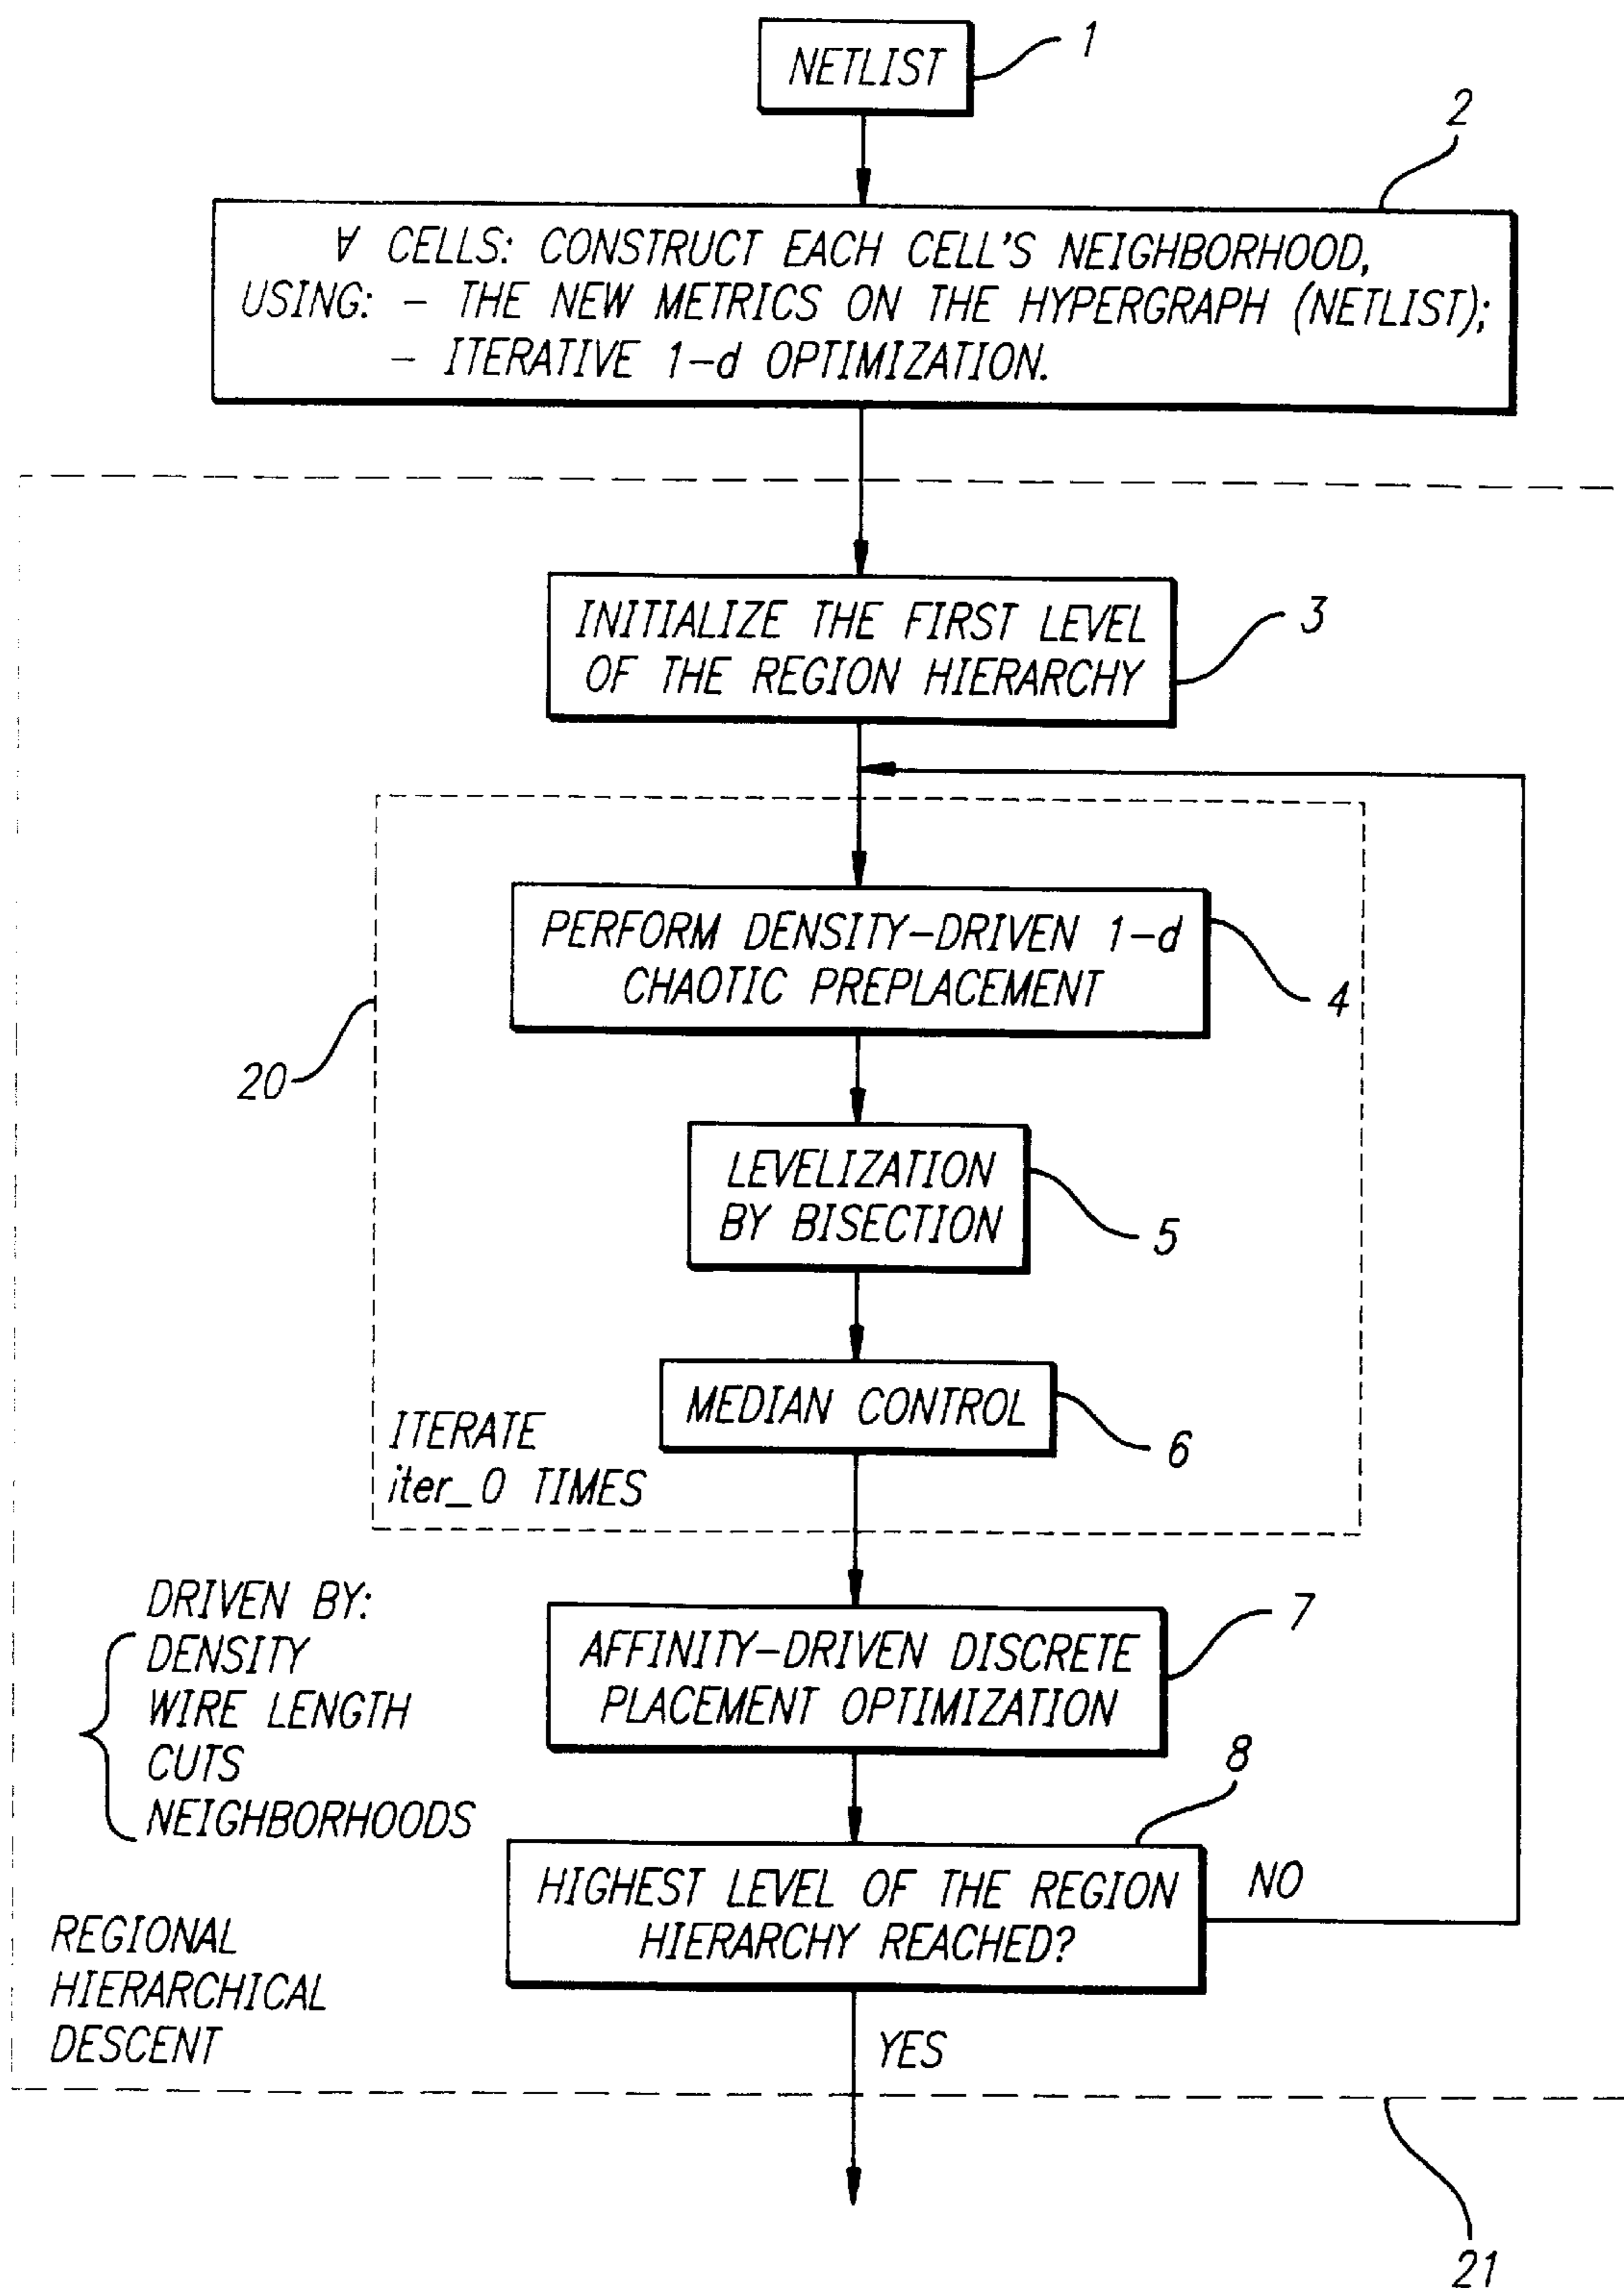 NETLIST
1
2
∀ CELLS: CONSTRUCT EACH CELL'S NEIGHBORHOOD,
USING: – THE NEW METRICS ON THE HYPERGRAPH (NETLIST);
– ITERATIVE 1–d OPTIMIZATION.
INITIALIZE THE FIRST LEVEL
OF THE REGION HIERARCHY
3
PERFORM DENSITY–DRIVEN 1–d
CHAOTIC PREPLACEMENT
4
20
LEVELIZATION
BY BISECTION
5
MEDIAN CONTROL
6
ITERATE
iter_0 TIMES
DRIVEN BY:
DENSITY
WIRE LENGTH
CUTS
NEIGHBORHOODS
AFFINITY–DRIVEN DISCRETE
PLACEMENT OPTIMIZATION
7
8
HIGHEST LEVEL OF THE REGION
HIERARCHY REACHED?
NO
REGIONAL
HIERARCHICAL
DESCENT
YES
21